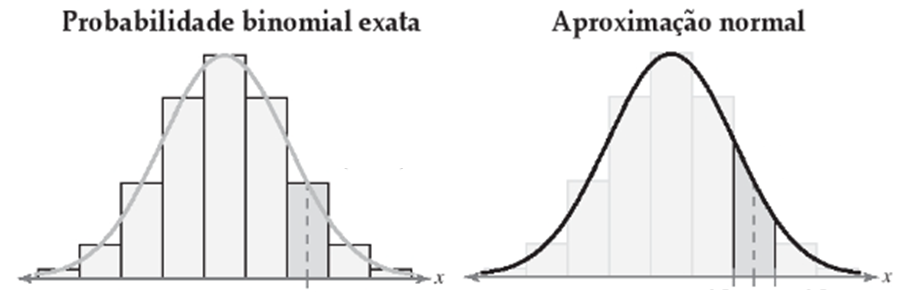 Probabilidade binomial exata
Aproximação normal
x
x